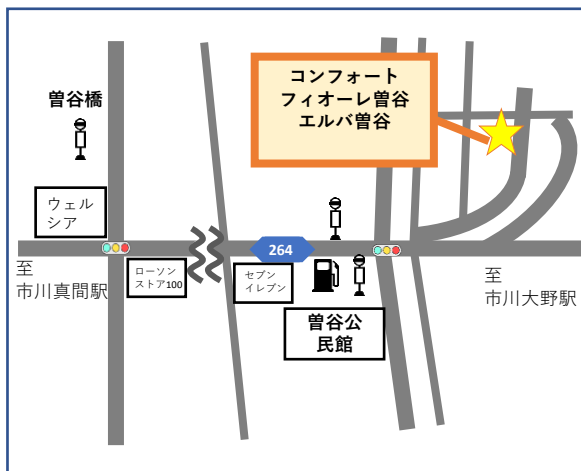 コンフォート
フィオーレ曽谷
エルバ曽谷
曽谷橋
ウェル
シア
264
至
市川真間駅
ローソン
ストア100
セブン
イレブン
至
市川大野駅
曽谷公
民館